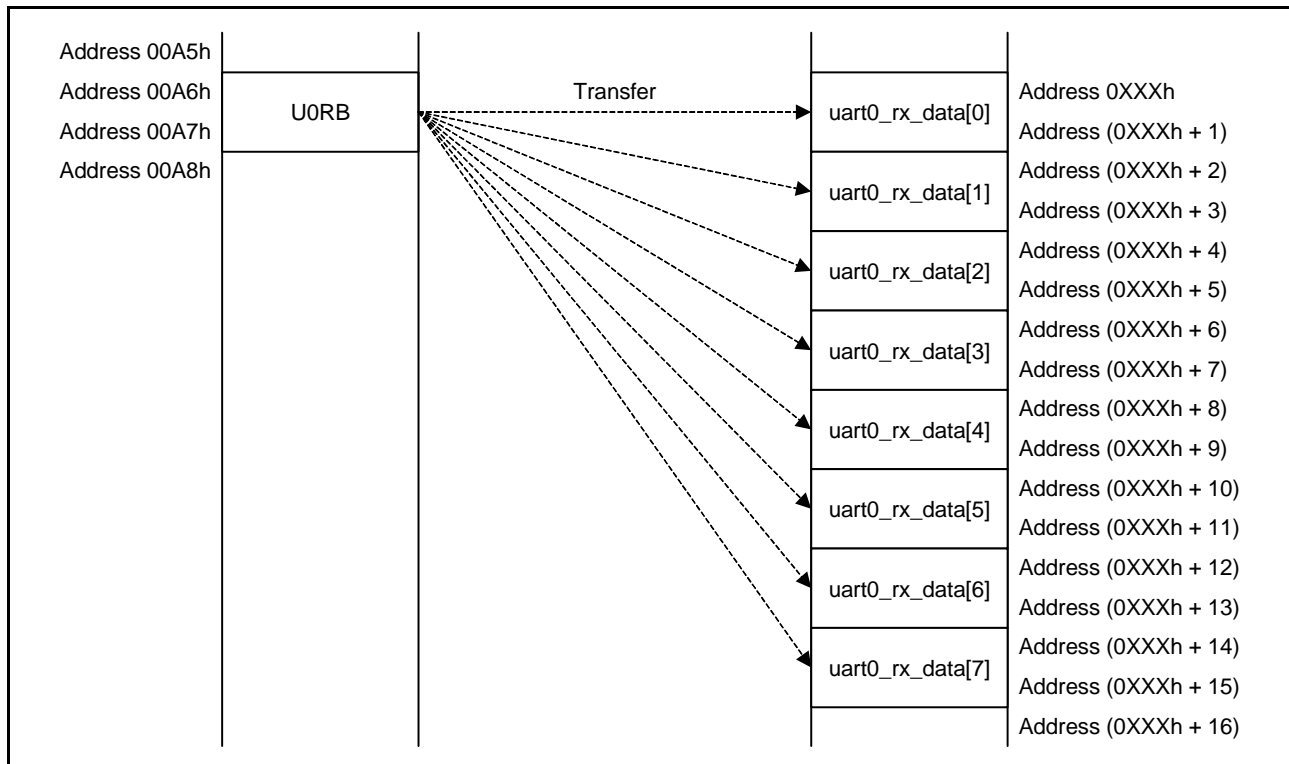 Address 00A5h
Address 00A6h
Address 00A7h
Address 00A8h
U0RB
Transfer
uart0_rx_data[0]
uart0_rx_data[1]
uart0_rx_data[2]
uart0_rx_data[3]
uart0_rx_data[4]
uart0_rx_data[5]
uart0_rx_data[6]
uart0_rx_data[7]
Address 0XXXh
Address (0XXXh + 1)
Address (0XXXh + 2)
Address (0XXXh + 3)
Address (0XXXh + 4)
Address (0XXXh + 5)
Address (0XXXh + 6)
Address (0XXXh + 7)
Address (0XXXh + 8)
Address (0XXXh + 9)
Address (0XXXh + 10)
Address (0XXXh + 11)
Address (0XXXh + 12)
Address (0XXXh + 13)
Address (0XXXh + 14)
Address (0XXXh + 15)
Address (0XXXh + 16)